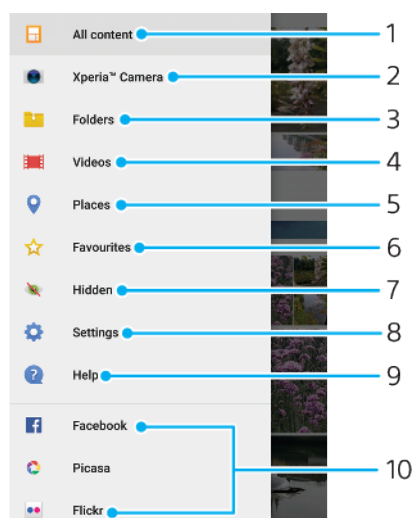 All content 1
Xperia™ Camera 2
Folders 3
Videos 4
Places 5
Favourites 6
Hidden 7
Settings 8
Help 9
Facebook
Picasa 10
Flickr